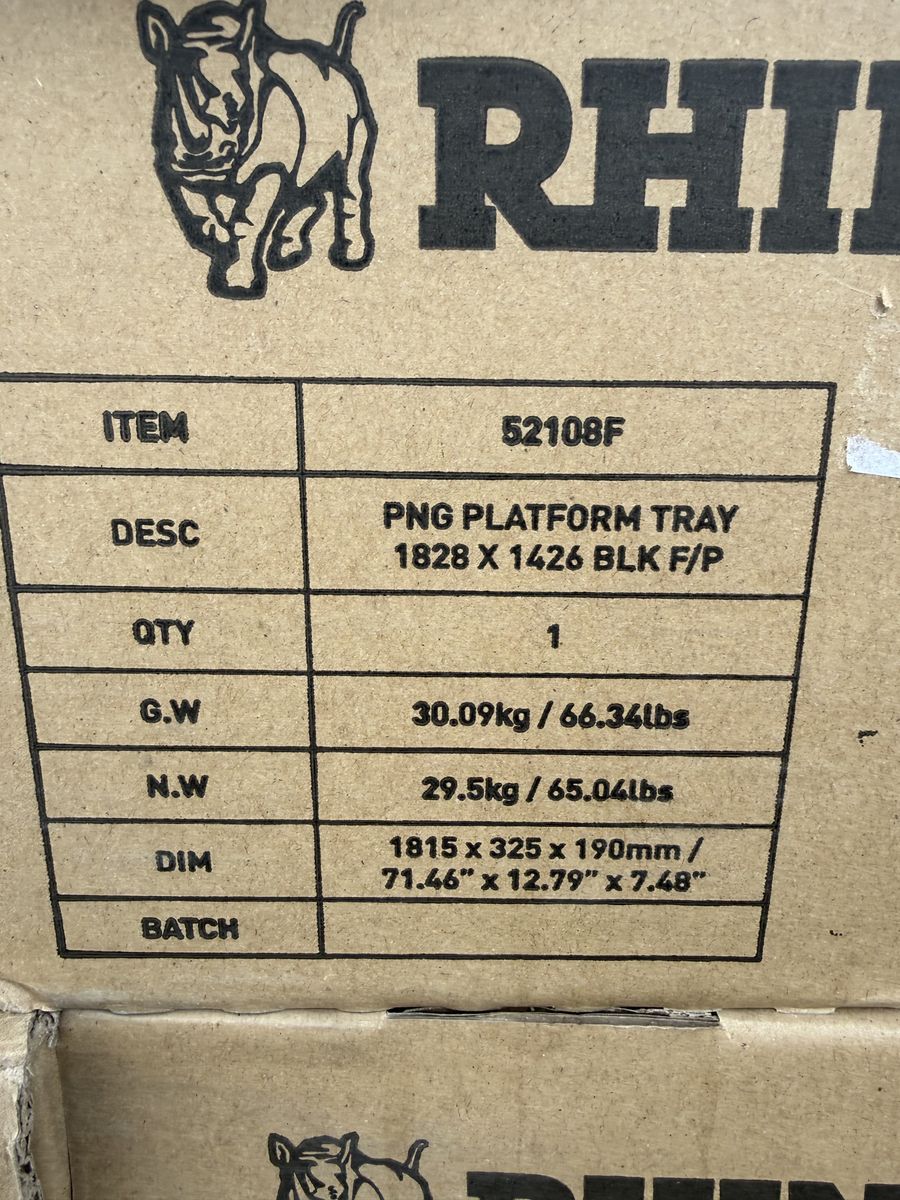 RHI
ITEM 52108F
DESC PNG PLATFORM TRAY
1828 X 1426 BLK F/P
QTY 1
G.W 30.09kg / 66.34lbs
N.W 29.5kg / 65.04lbs
DIM 1815 x 325 x 190mm /
71.46” x 12.79” x 7.48”
BATCH